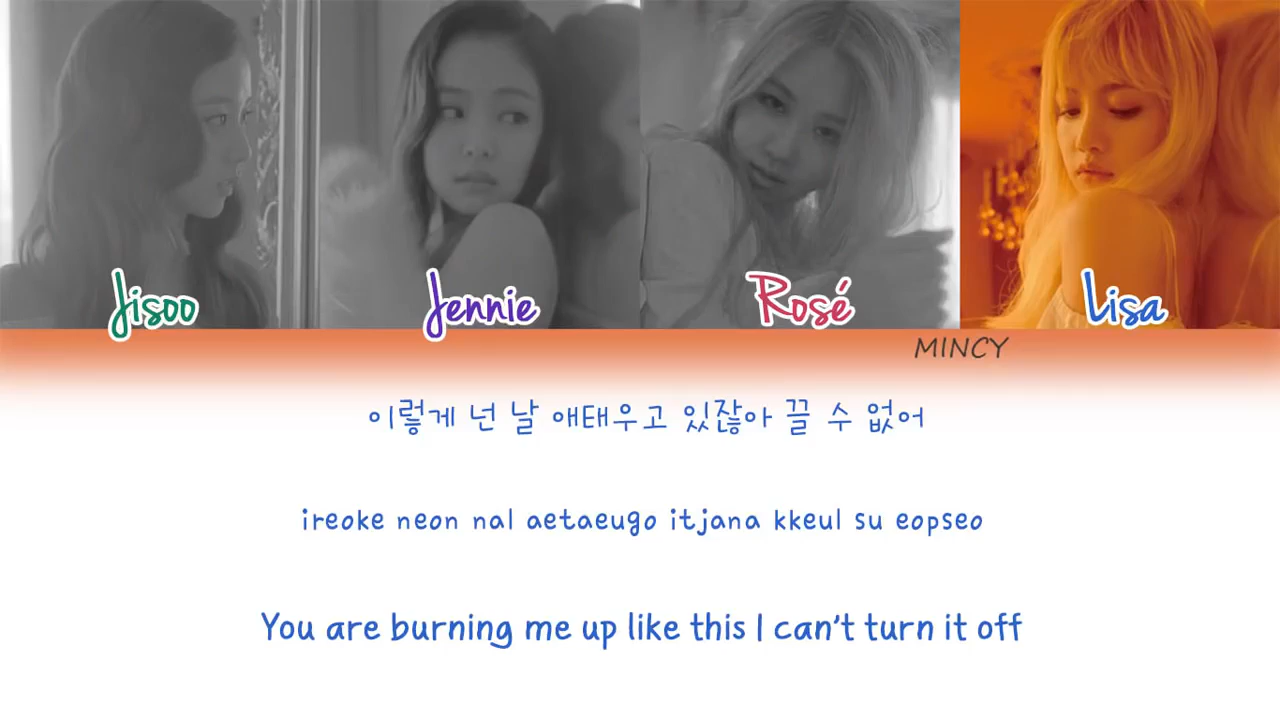 Jisoo Jennie Rosé Lisa
MINCY
이렇게 넌 날 애태우고 있잖아 끌 수 없어
ireoke neon nal aetaeugo itjana kkeul su eopseo
You are burning me up like this I can't turn it off